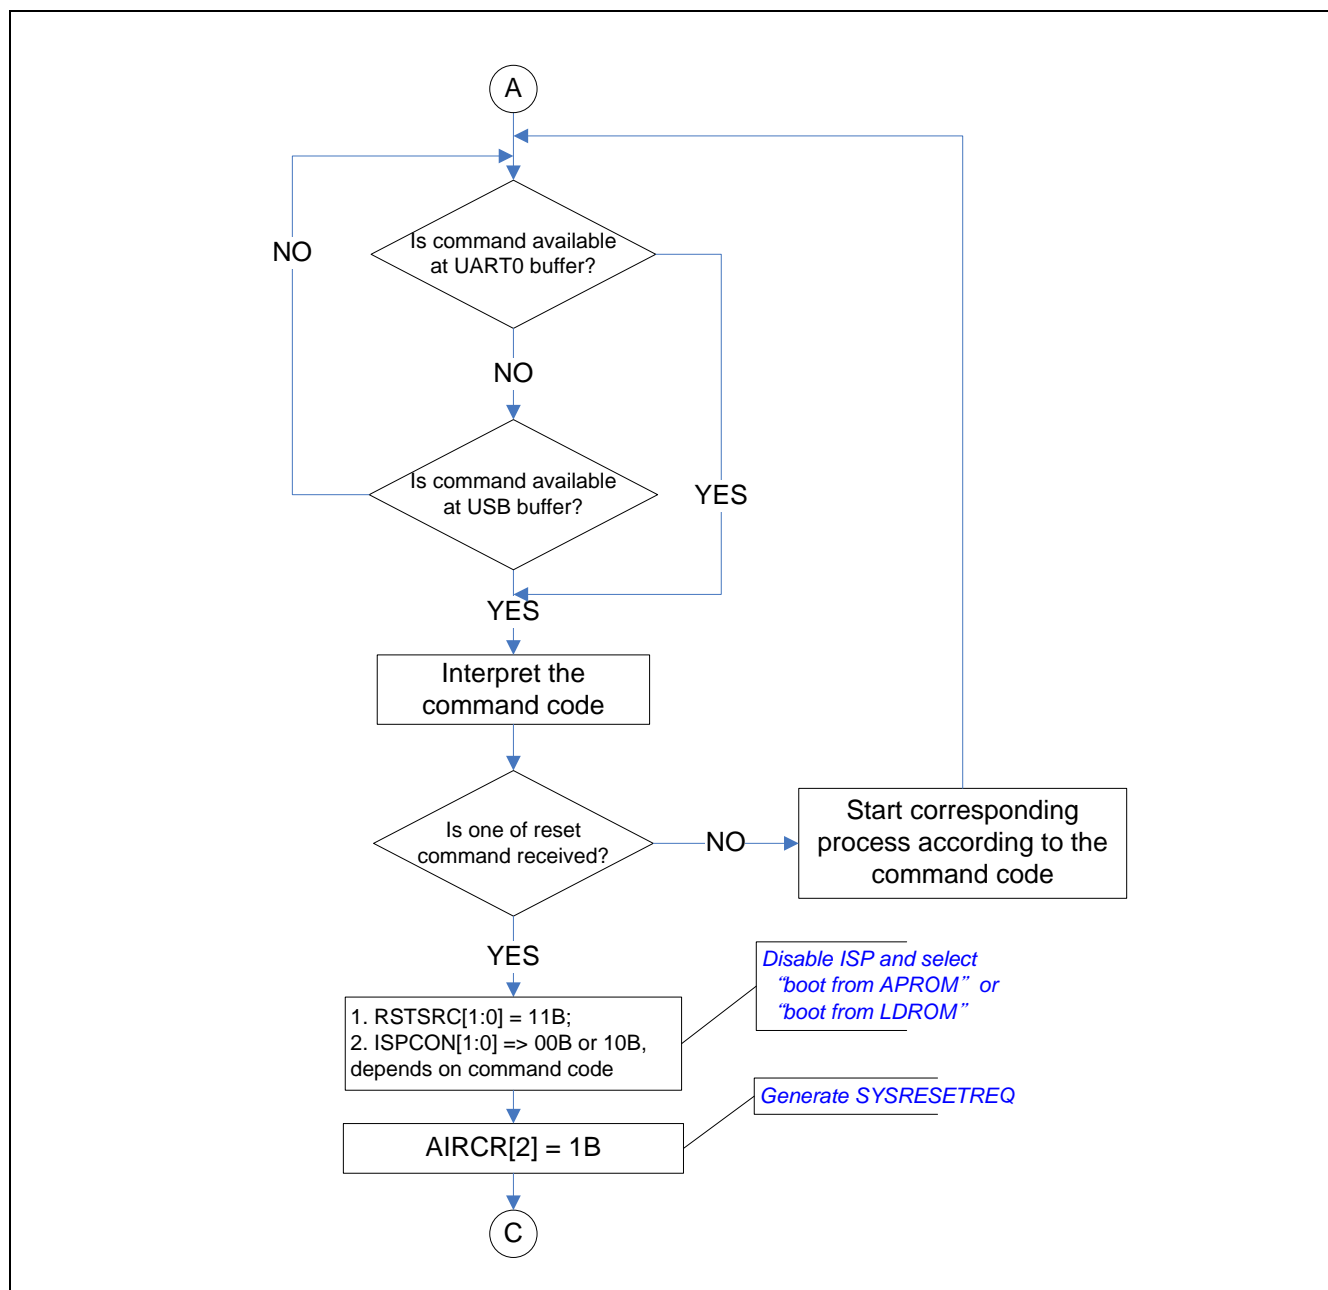 A
Is command available
at UART0 buffer?
NO
NO
Is command available
at USB buffer?
YES
YES
Interpret the
command code
Is one of reset
command received?
NO
Start corresponding
process according to the
command code
YES
Disable ISP and select
“boot from APROM” or
“boot from LDROM”
1. RSTSRC[1:0] = 11B;
2. ISPCON[1:0] => 00B or 10B,
depends on command code
Generate SYSRESETREQ
AIRCR[2] = 1B
C